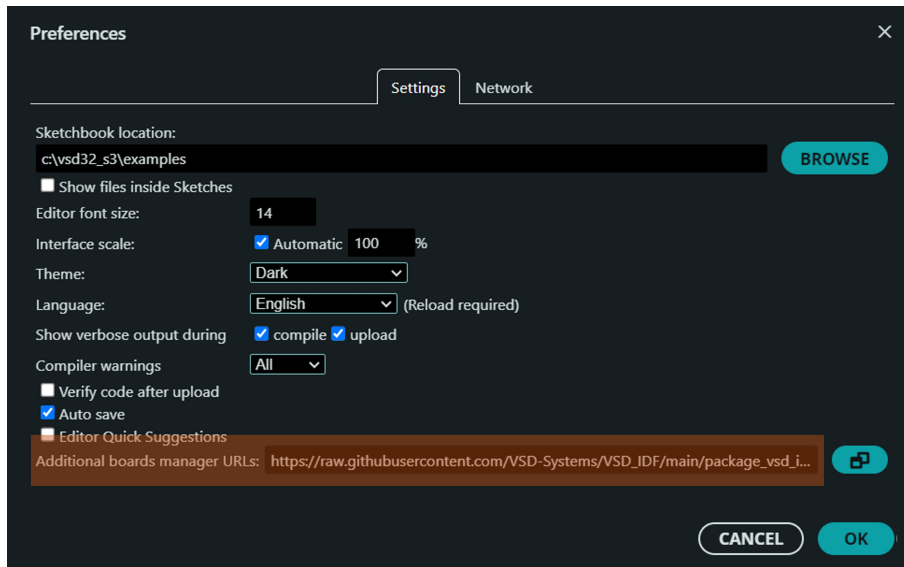 Preferences
Settings Network
Sketchbook location:
c:\vsd32_s3\examples BROWSE
Show files inside Sketches
Editor font size: 14
Interface scale: Automatic 100 %
Theme: Dark
Language: English (Reload required)
Show verbose output during compile upload
Compiler warnings All
Verify code after upload
Auto save
Editor Quick Suggestions
Additional boards manager URLs: https://raw.githubusercontent.com/VSD-Systems/VSD_IDF/main/package_vsd_i...
CANCEL OK